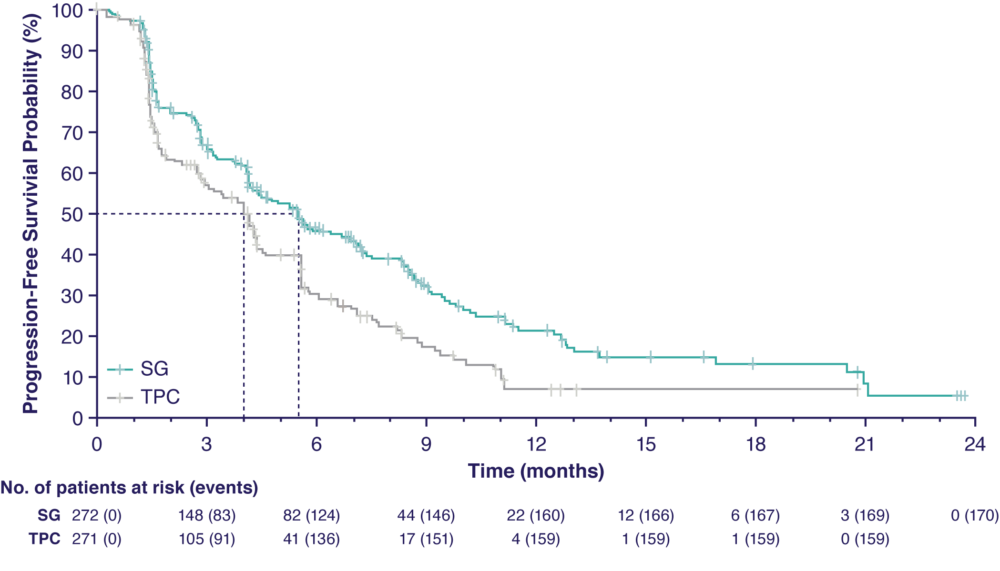 Progression-Free Survivial Probability (%)
100
90
80
70
60
50
40
30
20
10
0
SG
TPC
0 3 6 9 12 15 18 21 24
Time (months)
No. of patients at risk (events)
SG 272 (0) 148 (83) 82 (124) 44 (146) 22 (160) 12 (166) 6 (167) 3 (169) 0 (170)
TPC 271 (0) 105 (91) 41 (136) 17 (151) 4 (159) 1 (159) 1 (159) 0 (159)